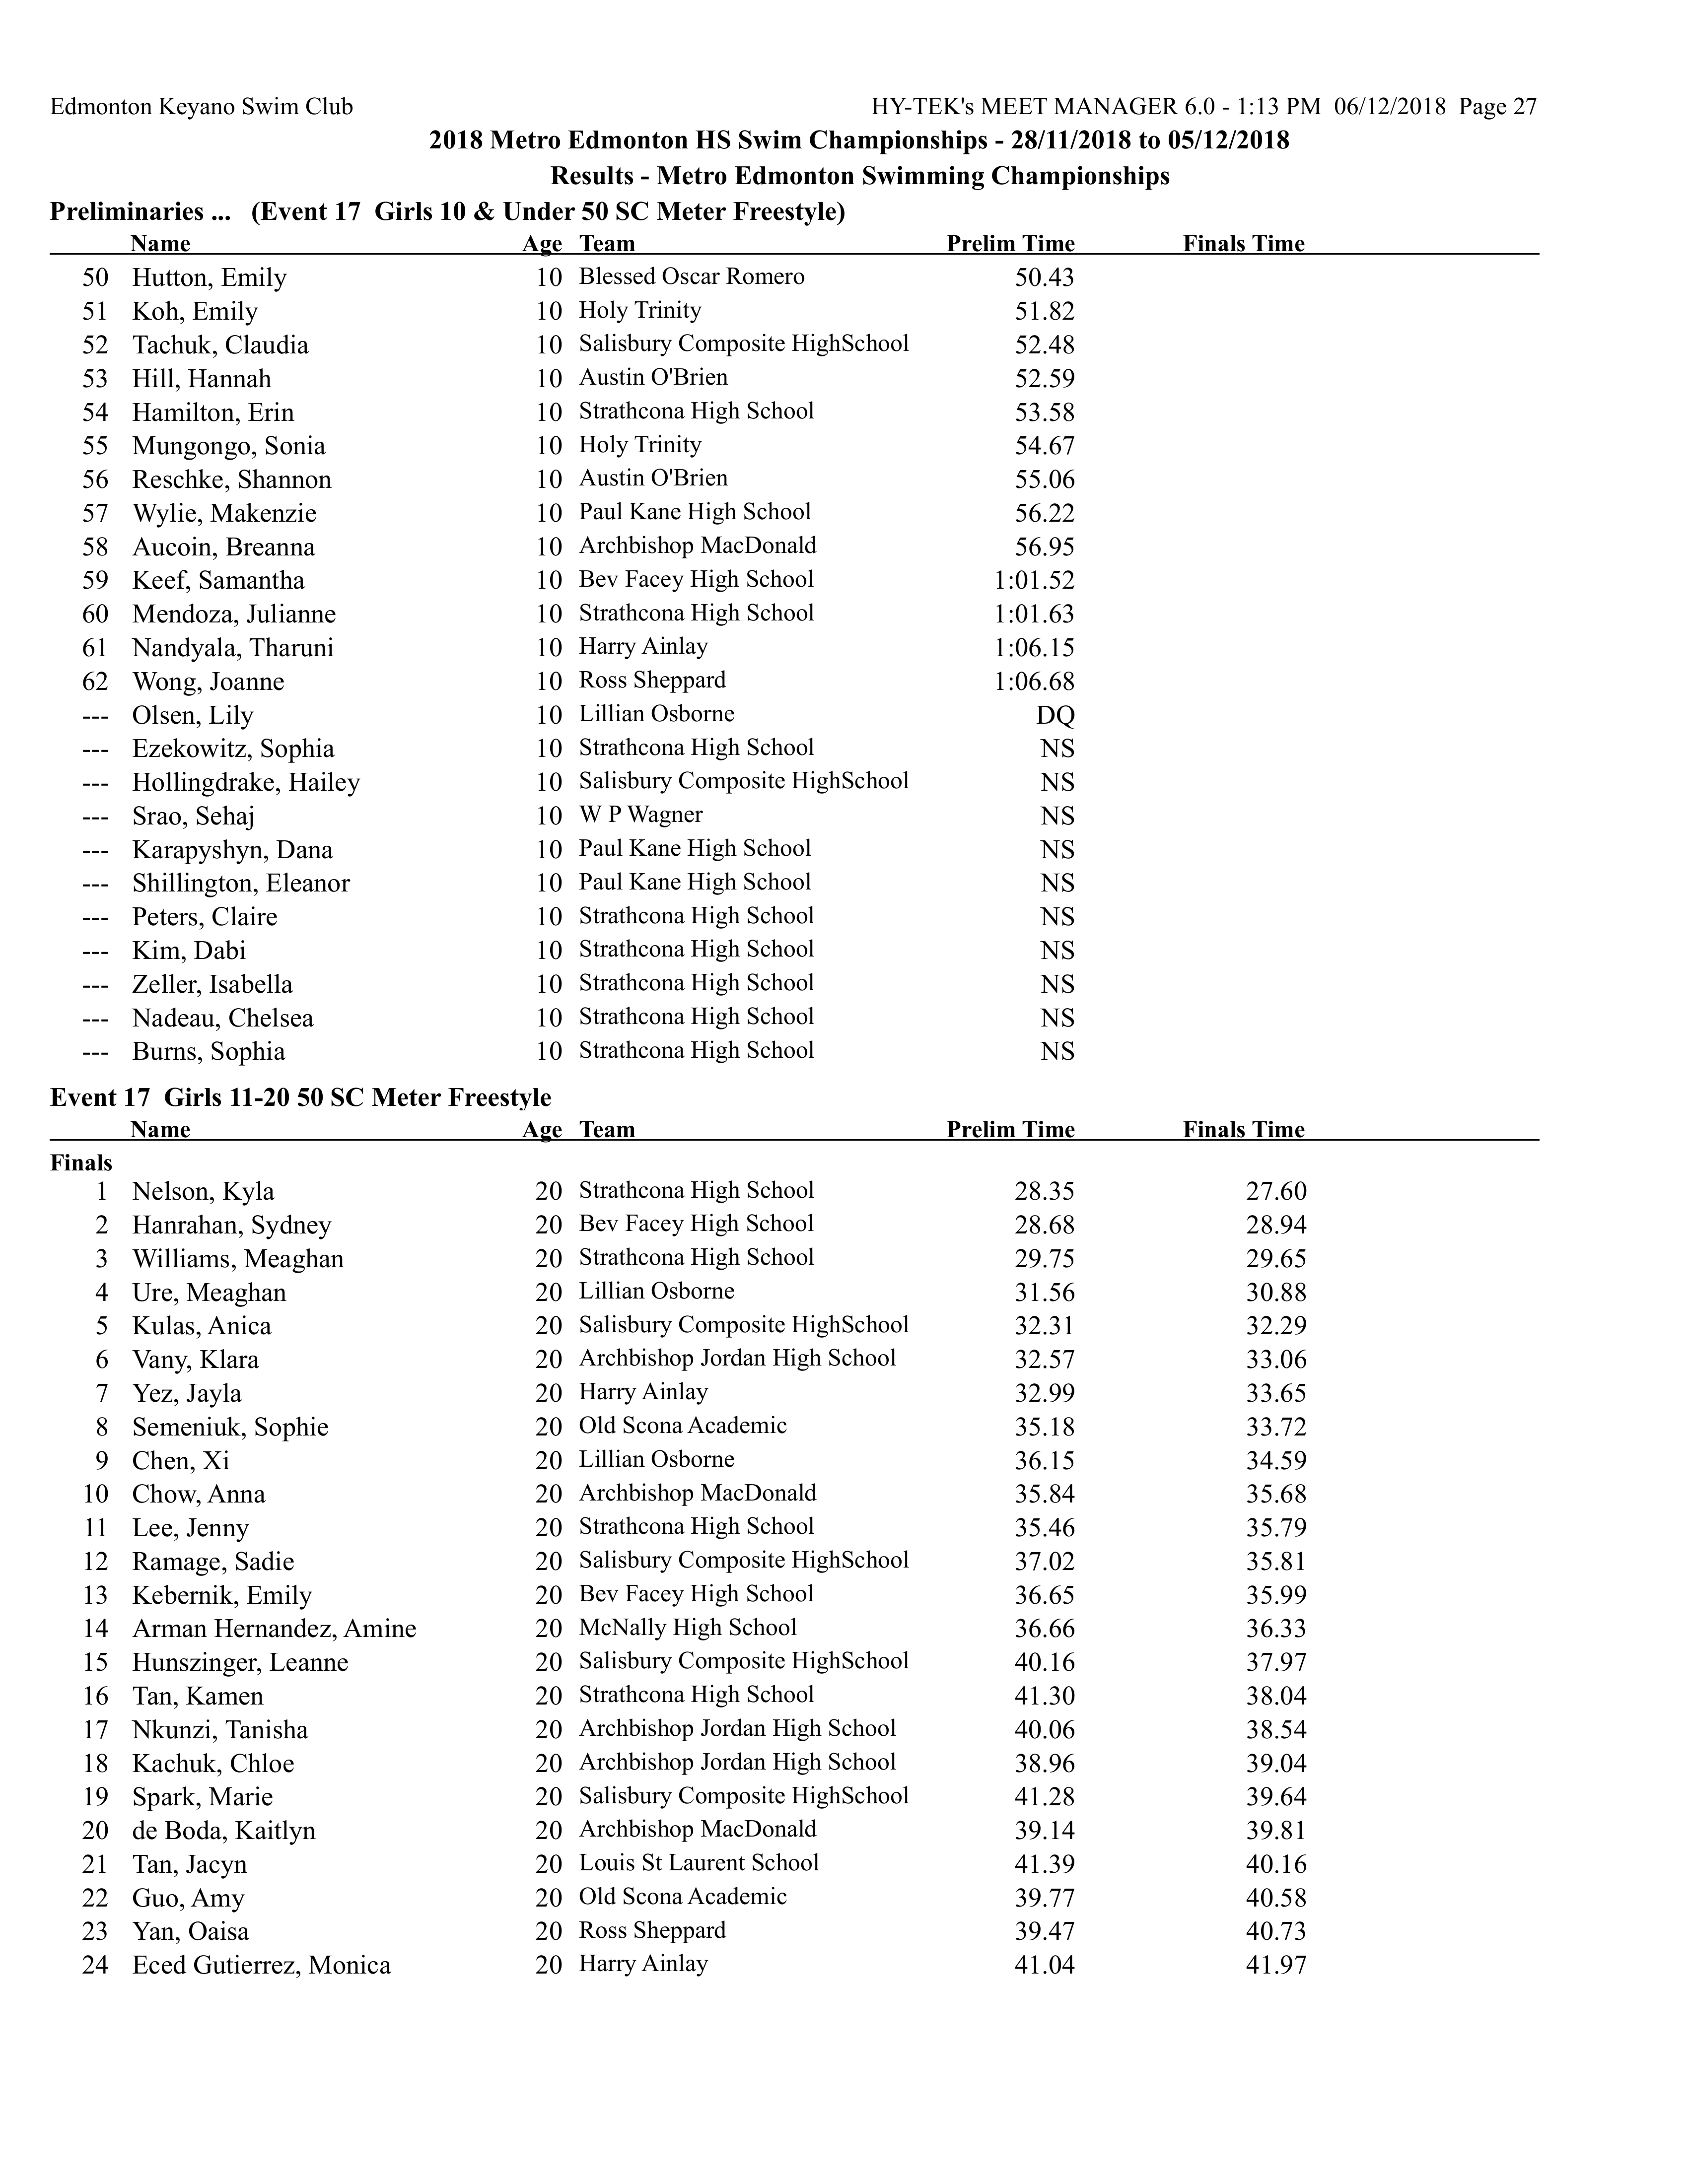 Edmonton Keyano Swim Club HY-TEK's MEET MANAGER 6.0 - 1:13 PM 06/12/2018 Page 27
2018 Metro Edmonton HS Swim Championships - 28/11/2018 to 05/12/2018
Results - Metro Edmonton Swimming Championships
Preliminaries ... (Event 17 Girls 10 & Under 50 SC Meter Freestyle)
Name Age Team Prelim Time Finals Time
50 Hutton, Emily 10 Blessed Oscar Romero 50.43
51 Koh, Emily 10 Holy Trinity 51.82
52 Tachuk, Claudia 10 Salisbury Composite HighSchool 52.48
53 Hill, Hannah 10 Austin O'Brien 52.59
54 Hamilton, Erin 10 Strathcona High School 53.58
55 Mungongo, Sonia 10 Holy Trinity 54.67
56 Reschke, Shannon 10 Austin O'Brien 55.06
57 Wylie, Makenzie 10 Paul Kane High School 56.22
58 Aucoin, Breanna 10 Archbishop MacDonald 56.95
59 Keef, Samantha 10 Bev Facey High School 1:01.52
60 Mendoza, Julianne 10 Strathcona High School 1:01.63
61 Nandyala, Tharuni 10 Harry Ainlay 1:06.15
62 Wong, Joanne 10 Ross Sheppard 1:06.68
--- Olsen, Lily 10 Lillian Osborne DQ
--- Ezekowitz, Sophia 10 Strathcona High School NS
--- Hollingdrake, Hailey 10 Salisbury Composite HighSchool NS
--- Srao, Sehaj 10 W P Wagner NS
--- Karapyshyn, Dana 10 Paul Kane High School NS
--- Shillington, Eleanor 10 Paul Kane High School NS
--- Peters, Claire 10 Strathcona High School NS
--- Kim, Dabi 10 Strathcona High School NS
--- Zeller, Isabella 10 Strathcona High School NS
--- Nadeau, Chelsea 10 Strathcona High School NS
--- Burns, Sophia 10 Strathcona High School NS
Event 17 Girls 11-20 50 SC Meter Freestyle
Name Age Team Prelim Time Finals Time
Finals
1 Nelson, Kyla 20 Strathcona High School 28.35 27.60
2 Hanrahan, Sydney 20 Bev Facey High School 28.68 28.94
3 Williams, Meaghan 20 Strathcona High School 29.75 29.65
4 Ure, Meaghan 20 Lillian Osborne 31.56 30.88
5 Kulas, Anica 20 Salisbury Composite HighSchool 32.31 32.29
6 Vany, Klara 20 Archbishop Jordan High School 32.57 33.06
7 Yez, Jayla 20 Harry Ainlay 32.99 33.65
8 Semeniuk, Sophie 20 Old Scona Academic 35.18 33.72
9 Chen, Xi 20 Lillian Osborne 36.15 34.59
10 Chow, Anna 20 Archbishop MacDonald 35.84 35.68
11 Lee, Jenny 20 Strathcona High School 35.46 35.79
12 Ramage, Sadie 20 Salisbury Composite HighSchool 37.02 35.81
13 Kebernik, Emily 20 Bev Facey High School 36.65 35.99
14 Arman Hernandez, Amine 20 McNally High School 36.66 36.33
15 Hunszinger, Leanne 20 Salisbury Composite HighSchool 40.16 37.97
16 Tan, Kamen 20 Strathcona High School 41.30 38.04
17 Nkunzi, Tanisha 20 Archbishop Jordan High School 40.06 38.54
18 Kachuk, Chloe 20 Archbishop Jordan High School 38.96 39.04
19 Spark, Marie 20 Salisbury Composite HighSchool 41.28 39.64
20 de Boda, Kaitlyn 20 Archbishop MacDonald 39.14 39.81
21 Tan, Jacyn 20 Louis St Laurent School 41.39 40.16
22 Guo, Amy 20 Old Scona Academic 39.77 40.58
23 Yan, Oaisa 20 Ross Sheppard 39.47 40.73
24 Eced Gutierrez, Monica 20 Harry Ainlay 41.04 41.97